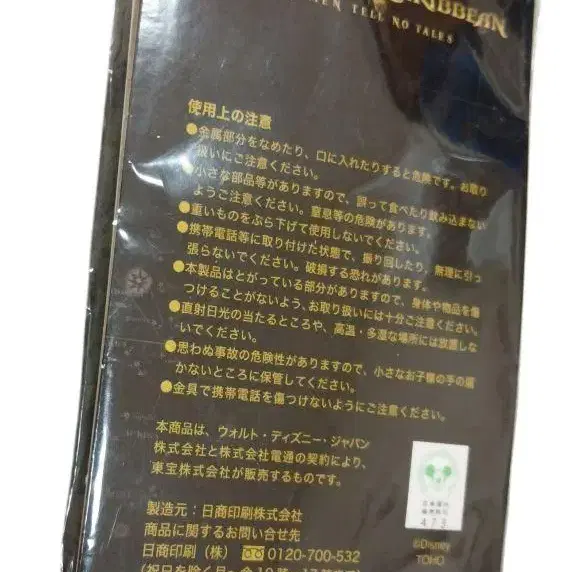 RIBBEAN
EN TELL NO TALES
使用上の注意
●金属部分をなめたり、口に入れたりすると危険です。お取り
扱いにご注意ください。
●小さな部品等がありますので、誤って食べたり飲み込まない
ようご注意ください。窒息等の危険があります。
●重いものをぶら下げて使用しないでください。
●携帯電話等に取り付けた状態で、振り回したり、無理に引っ
張らないでください。破損する恐れがあります。
●本製品はとがっている部分がありますので、身体や物品を傷
つけることがないよう、お取り扱いには十分ご注意ください。
●直射日光の当たるところや、高温・多湿な場所には放置しな
いでください。
●思わぬ事故の危険性がありますので、小さなお子様の手の届
かないところに保管してください。
●金具で携帯電話を傷つけないようにご注意ください。
本商品は、ウォルト・ディズニー・ジャパン
株式会社と株式会社電通の契約により、
東宝株式会社が販売するものです。
製造元：日商印刷株式会社
商品に関するお問い合せ先
日商印刷（株） 0120-700-532
©Disney
TOHO